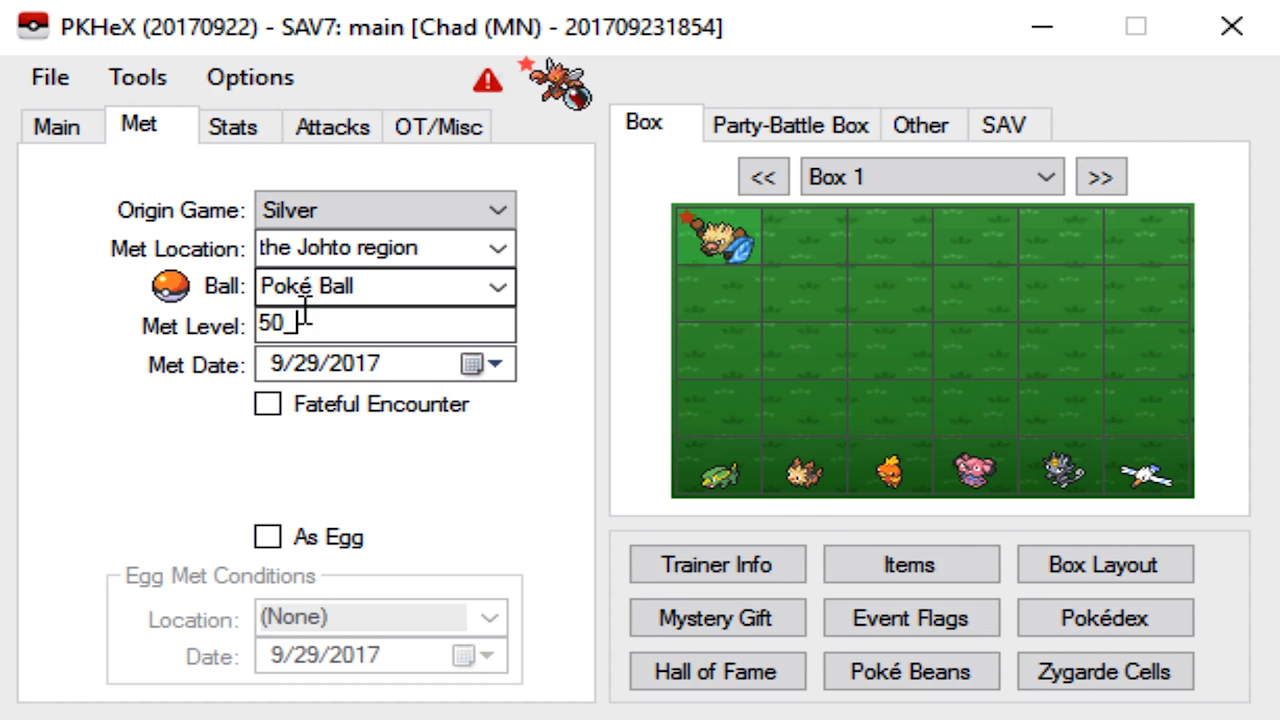 PKHeX (20170922) - SAV7: main [Chad (MN) - 201709231854]
File Tools Options
Main Met Stats Attacks OT/Misc
Origin Game: Silver
Met Location: the Johto region
Ball: Poké Ball
Met Level: 50_
Met Date: 9/29/2017
Fateful Encounter
As Egg
Egg Met Conditions
Location: (None)
Date: 9/29/2017
Box Party-Battle Box Other SAV
<< Box 1 >>
Trainer Info Items Box Layout
Mystery Gift Event Flags Pokédex
Hall of Fame Poké Beans Zygarde Cells